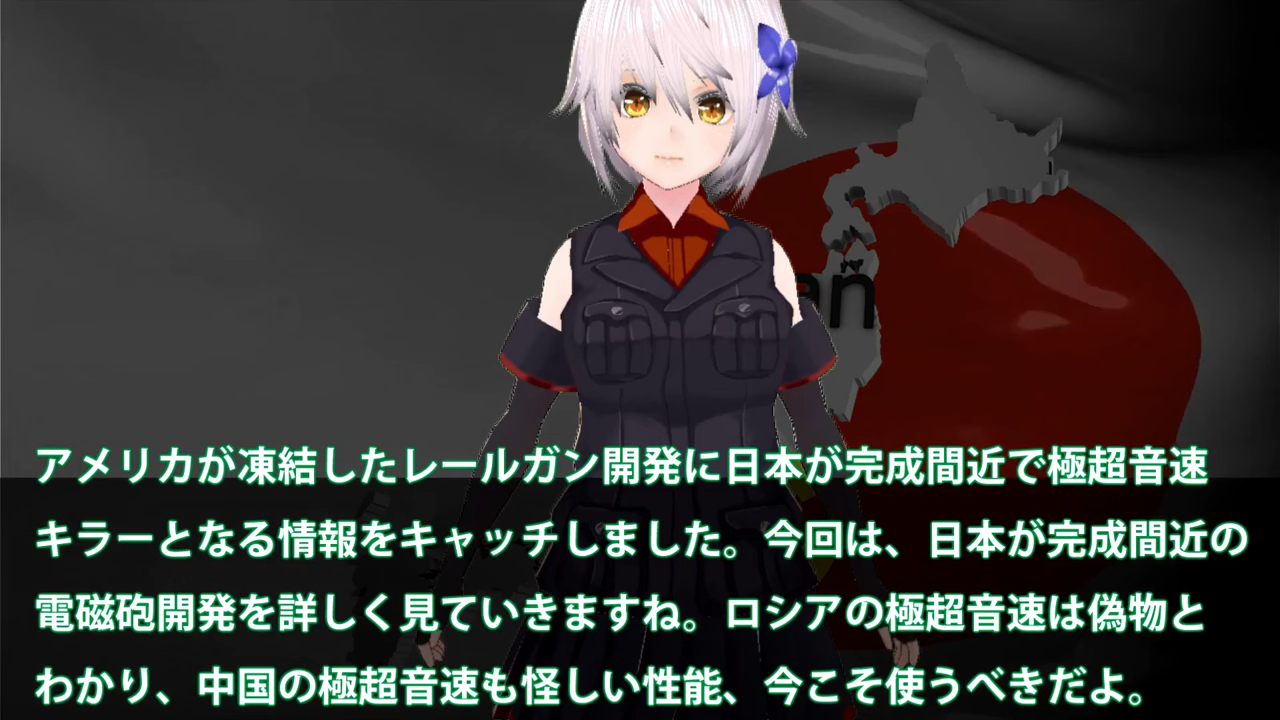 an
アメリカが凍結したレールガン開発に日本が完成間近で極超音速
キラーとなる情報をキャッチしました。今回は、日本が完成間近の
電磁砲開発を詳しく見ていきますね。ロシアの極超音速は偽物と
わかり、中国の極超音速も怪しい性能、今こそ使うべきだよ。